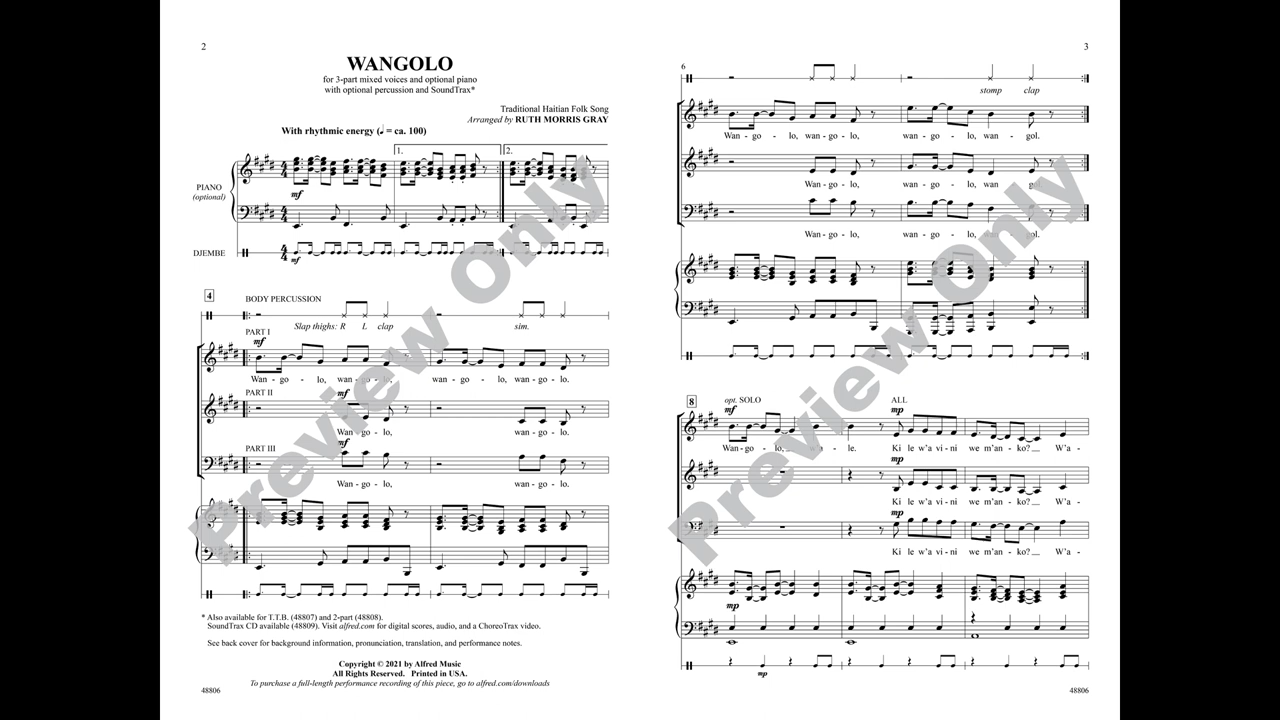 2
WANGOLO
for 3-part mixed voices and optional piano
with optional percussion and SoundTrax*
Traditional Haitian Folk Song
Arranged by RUTH MORRIS GRAY
With rhythmic energy (♩ = ca. 100)
1.
2.
PIANO
(optional)
mf
DJEMBE
mf
4
BODY PERCUSSION
Slap thighs: R L clap sim.
PART I
mf
Wan - go - lo, wan - go - lo, wan - go - lo, wan - go - lo.
PART II
mf
Wan - go - lo, wan - go - lo.
PART III
mf
Wan - go - lo, wan - go - lo.
* Also available for T.T.B. (48807) and 2-part (48808).
SoundTrax CD available (48809). Visit alfred.com for digital scores, audio, and a ChoreoTrax video.
See back cover for background information, pronunciation, translation, and performance notes.
Copyright © 2021 by Alfred Music
All Rights Reserved. Printed in USA.
To purchase a full-length performance recording of this piece, go to alfred.com/downloads
48806
Preview Only
3
6
stomp clap
Wan - go - lo, wan - go - lo, wan - go - lo, wan - gol.
Wan - go - lo, wan - go - lo, wan gol.
Wan - go - lo, wan - go - lo, wan - gol.
8
opt. SOLO
ALL
mf
mp
Wan - go - lo, le. Ki le w'a vi - ni we m'an - ko? W'a -
mp
Ki le w'a vi - ni we m'an - ko? W'a -
mp
Ki le w'a vi - ni we m'an - ko? W'a -
mp
mp
48806
Preview Only